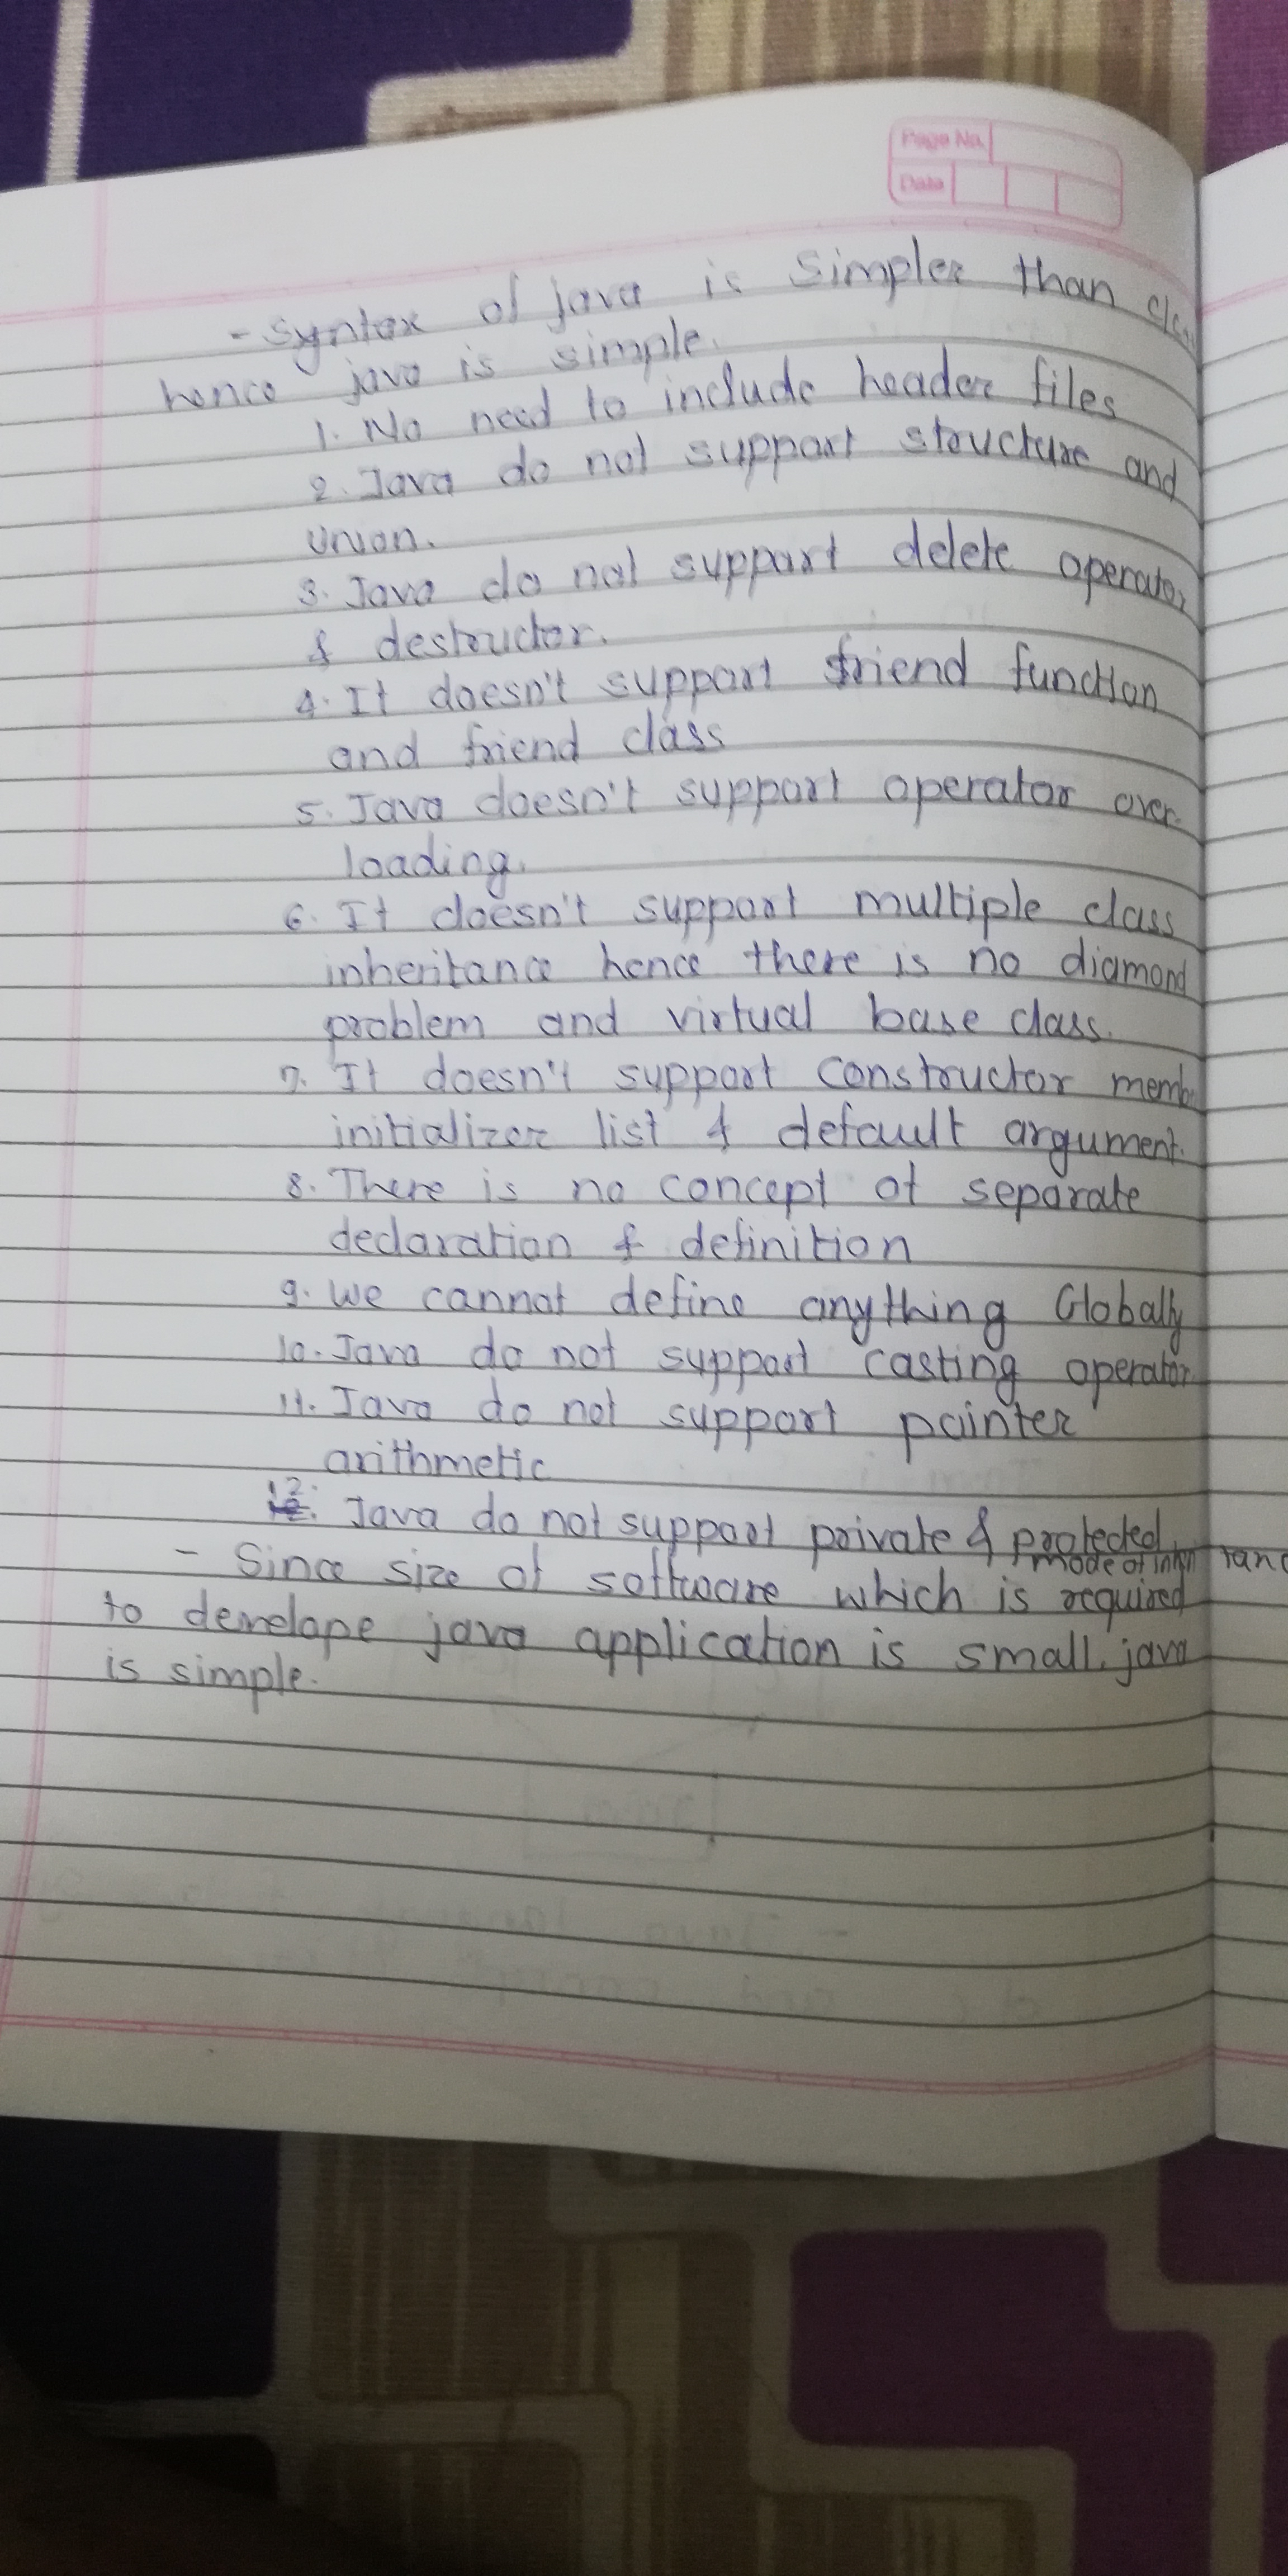 Page No.
Date
- Syntax of java is simpler than
hence java is simple.
1. No need to include header files
2. Java do not support structure and
union.
3. Java do not support delete operator
& destructor.
4. It doesn't support friend function
and friend class
5. Java doesn't support operator over-
loading.
6. It doesn't support multiple class
inheritance hence there is no diamond
problem and virtual base class.
7. It doesn't support constructor memb
initializer list & default argument.
8. There is no concept of separate
declaration & definition
9. We cannot define anything Globally
10. Java do not support casting operator
11. Java do not support pointer
arithmetic
12. Java do not support private & protected
mode of
- Since size of software which is required
to develope java application is small. java
is simple.